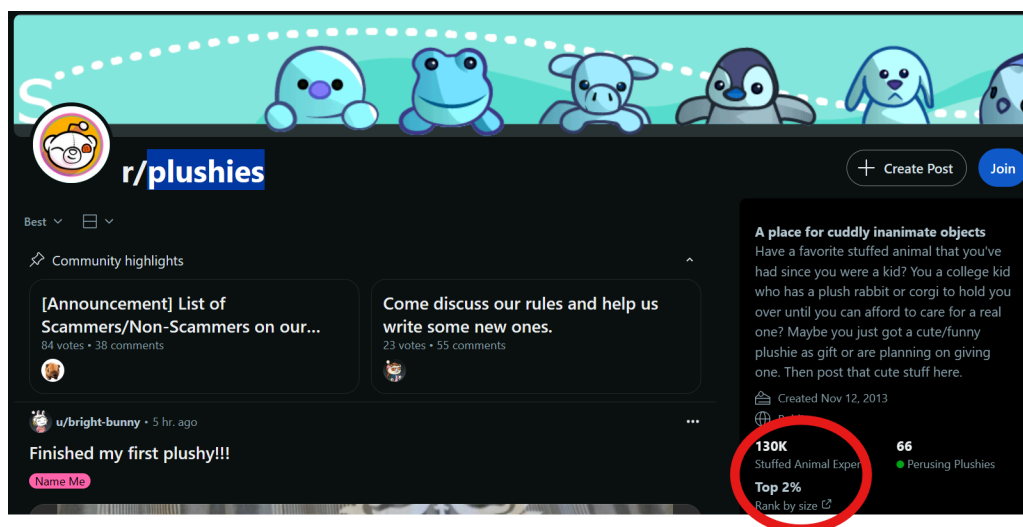 r/plushies
Create Post
Join
Best
Community highlights
[Announcement] List of
Scammers/Non-Scammers on our...
84 votes • 38 comments
Come discuss our rules and help us
write some new ones.
23 votes • 55 comments
u/bright-bunny • 5 hr. ago
Finished my first plushy!!!
Name Me
A place for cuddly inanimate objects
Have a favorite stuffed animal that you've
had since you were a kid? You a college kid
who has a plush rabbit or corgi to hold you
over until you can afford to care for a real
one? Maybe you just got a cute/funny
plushie as gift or are planning on giving
one. Then post that cute stuff here.
Created Nov 12, 2013
130K
Stuffed Animal Exper
66
Perusing Plushies
Top 2%
Rank by size